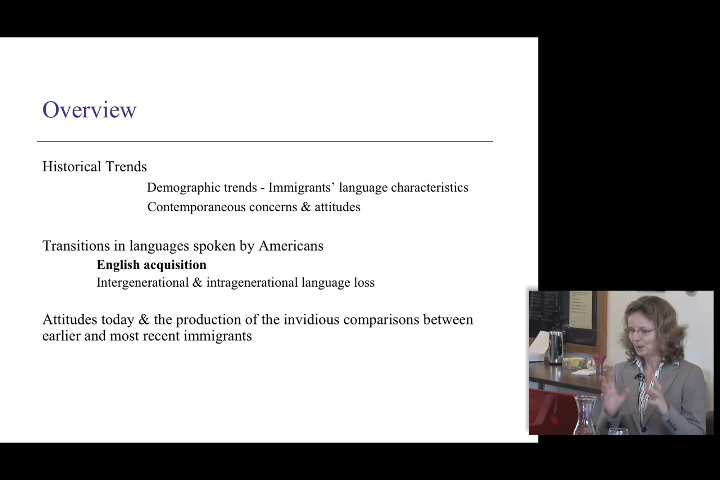 Overview
Historical Trends
Demographic trends - Immigrants' language characteristics
Contemporaneous concerns & attitudes
Transitions in languages spoken by Americans
English acquisition
Intergenerational & intragenerational language loss
Attitudes today & the production of the invidious comparisons between
earlier and most recent immigrants